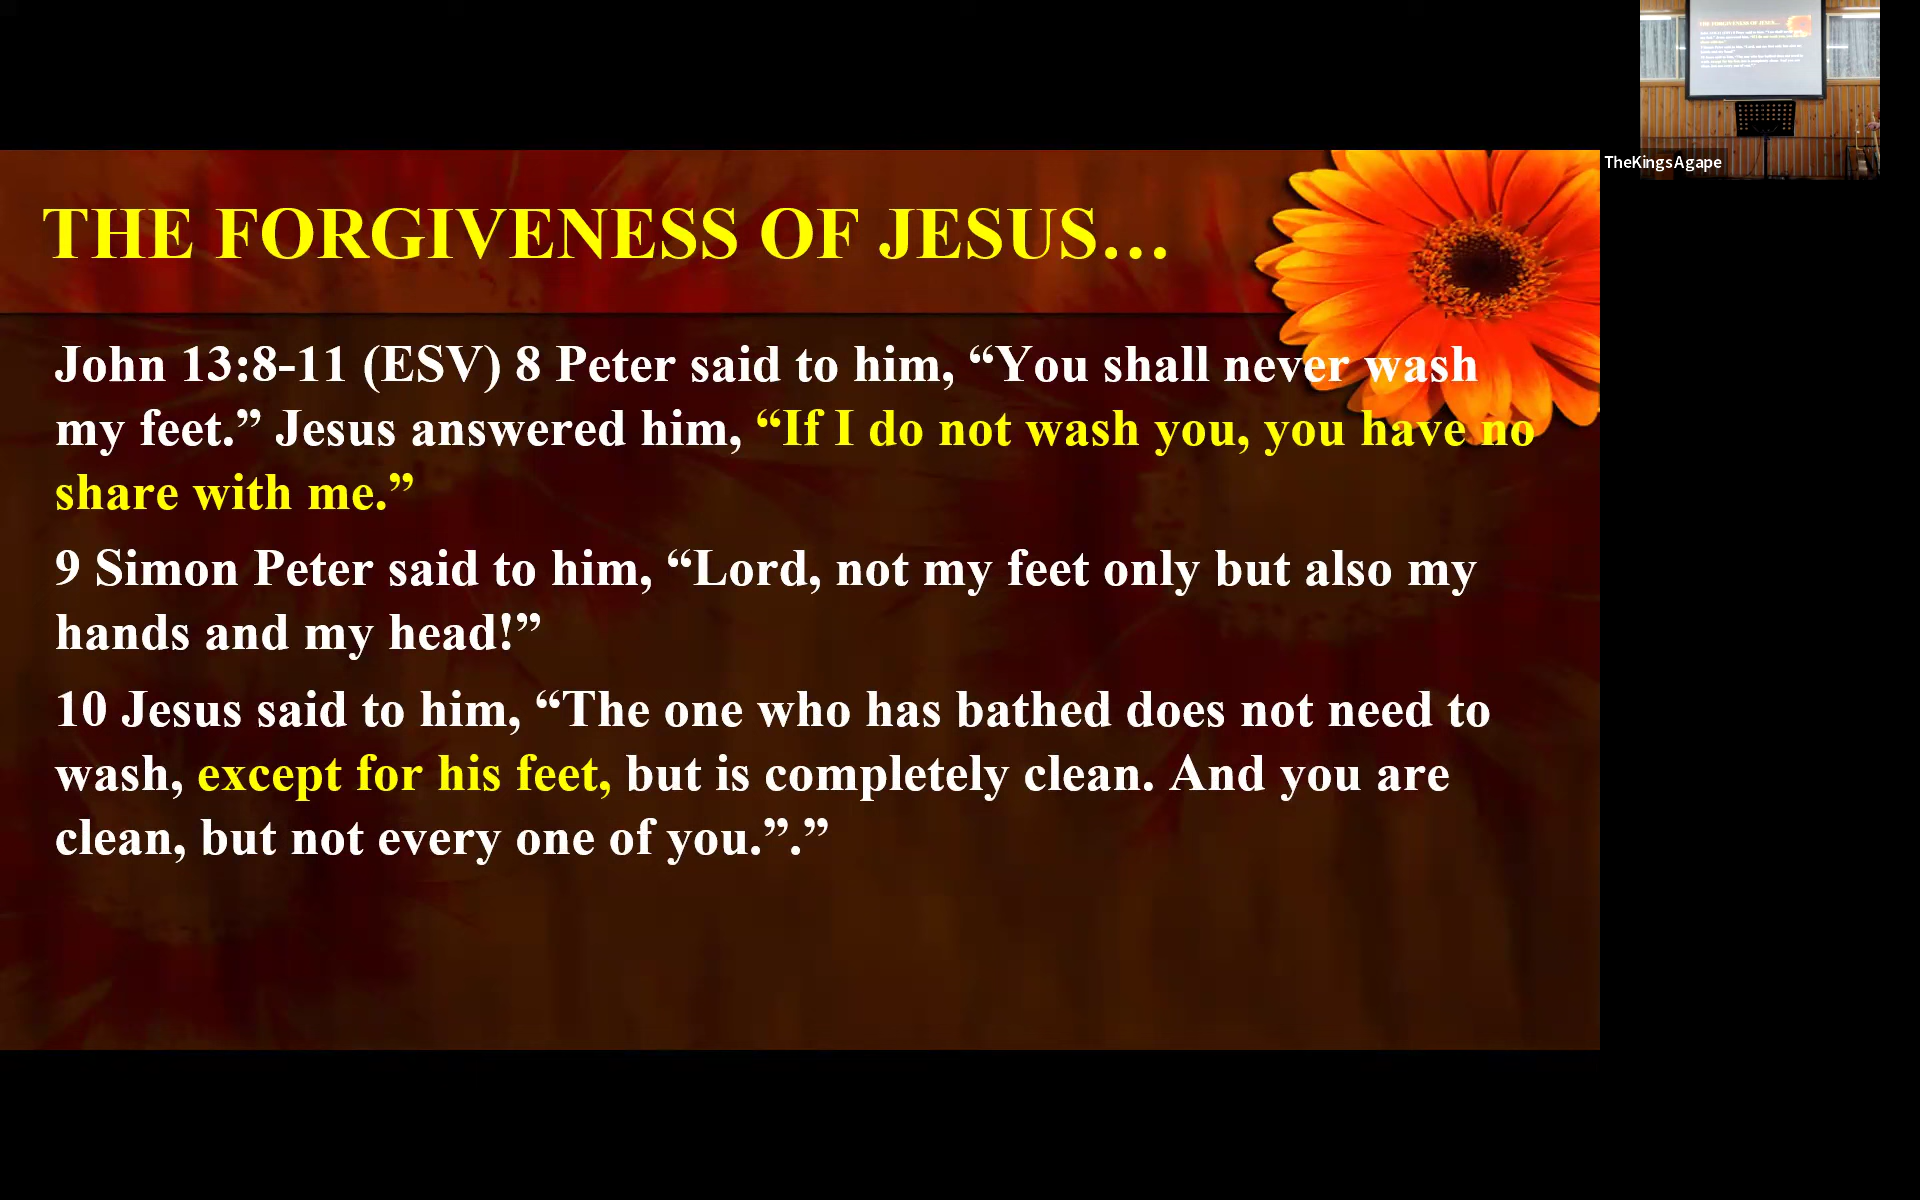 THE FORGIVENESS OF JESUS…
John 13:8-11 (ESV) 8 Peter said to him, “You shall never wash
my feet.” Jesus answered him, “If I do not wash you, you have no
share with me.”
9 Simon Peter said to him, “Lord, not my feet only but also my
hands and my head!”
10 Jesus said to him, “The one who has bathed does not need to
wash, except for his feet, but is completely clean. And you are
clean, but not every one of you.”.”
THE FORGIVENESS OF JESUS…
TheKingsAgape